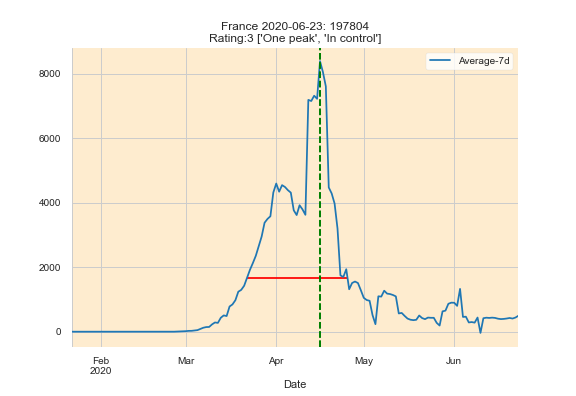 France 2020-06-23: 197804
Rating:3 ['One peak', 'In control']
Average-7d
8000
6000
4000
2000
0
Feb
2020
Mar
Apr
May
Jun
Date